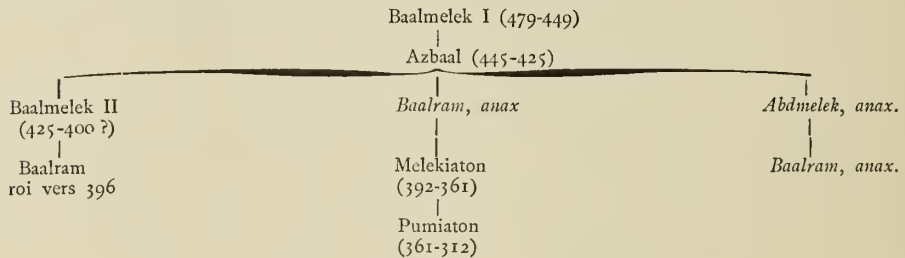 Baalmelek I (479-449)
Azbaal (445-425)
Baalmelek II
(425-400 ?)
Baalram
roi vers 396
Baalram, anax
Melekiaton
(392-361)
Pumiaton
(361-312)
Abdmelek, anax.
Baalram, anax.